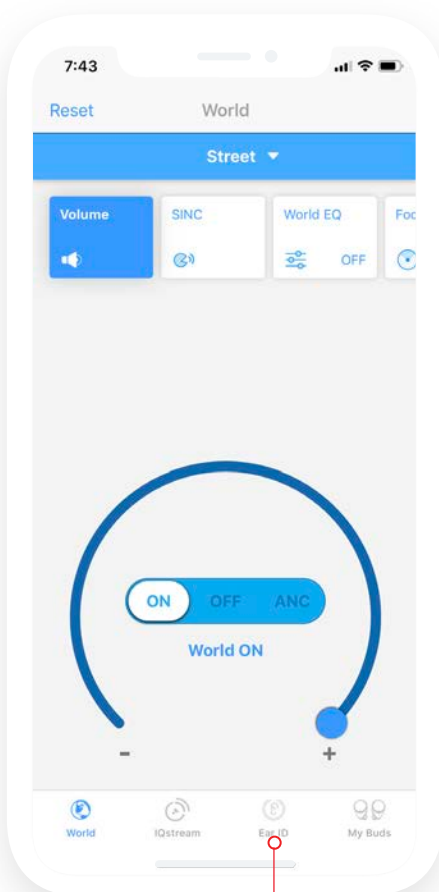 7:43
Reset World
Street
Volume SINC World EQ Foc
OFF
ON OFF ANC
World ON
- +
World IQstream Ear ID My Buds